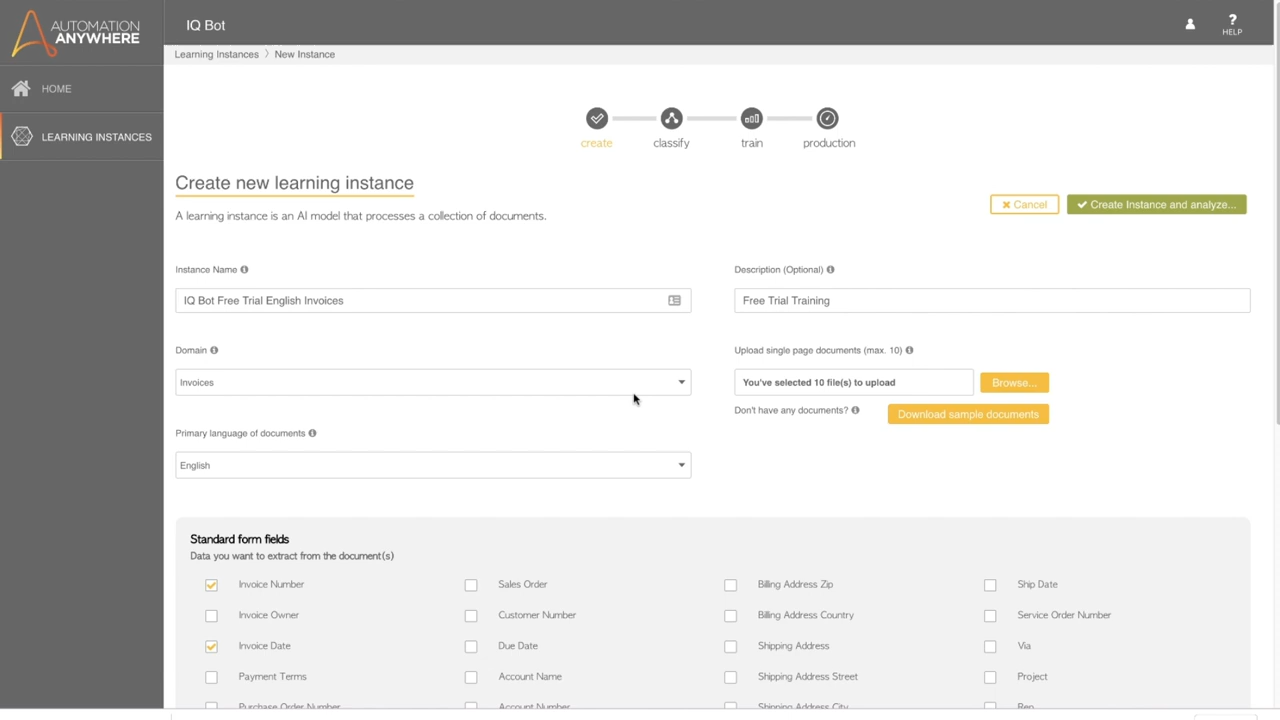 AUTOMATION
ANYWHERE
IQ Bot
?
HELP
Learning Instances > New Instance
HOME
LEARNING INSTANCES
create
classify
train
production
Create new learning instance
A learning instance is an AI model that processes a collection of documents.
Cancel
Create Instance and analyze...
Instance Name
Description (Optional)
IQ Bot Free Trial English Invoices
Free Trial Training
Domain
Upload single page documents (max. 10)
Invoices
You've selected 10 file(s) to upload
Browse...
Don't have any documents?
Download sample documents
Primary language of documents
English
Standard form fields
Data you want to extract from the document(s)
Invoice Number
Sales Order
Billing Address Zip
Ship Date
Invoice Owner
Customer Number
Billing Address Country
Service Order Number
Invoice Date
Due Date
Shipping Address
Via
Payment Terms
Account Name
Shipping Address Street
Project
Purchase Order Number
Account Number
Shipping Address City
Rep